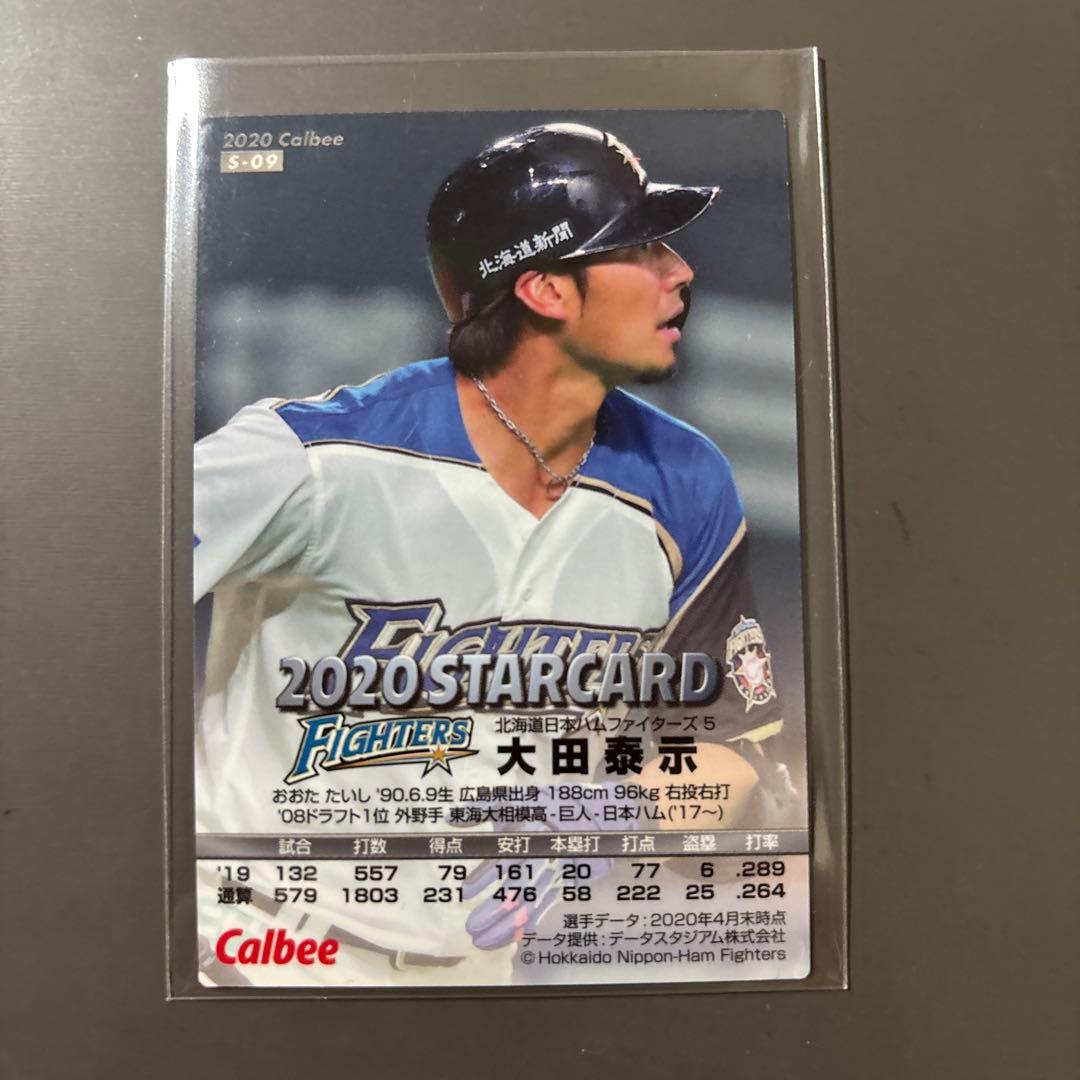 2020 Calbee
S-09
北海道新聞
FIGHTERS
2020 STARCARD
FIGHTERS
北海道日本ハムファイターズ 5
大田泰示
おおた たいし '90.6.9生 広島県出身 188cm 96kg 右投右打
'08ドラフト1位 外野手 東海大相模高-巨人-日本ハム('17〜)
試合 打数 得点 安打 本塁打 打点 盗塁 打率
'19 132 557 79 161 20 77 6 .289
通算 579 1803 231 476 58 222 25 .264
選手データ:2020年4月末時点
データ提供:データスタジアム株式会社
Calbee
© Hokkaido Nippon-Ham Fighters